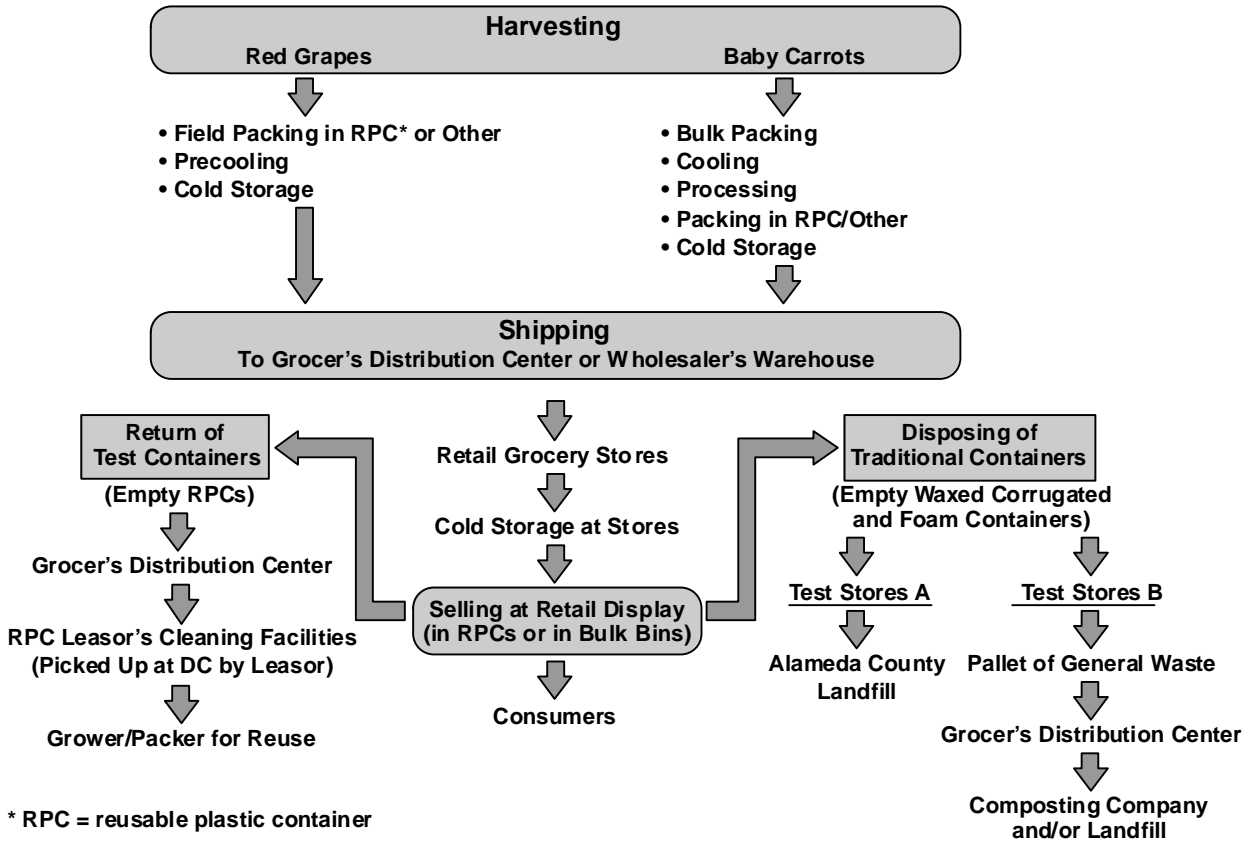 Harvesting
Red Grapes
Baby Carrots
• Field Packing in RPC* or Other
• Precooling
• Cold Storage
• Bulk Packing
• Cooling
• Processing
• Packing in RPC/Other
• Cold Storage
Shipping
To Grocer's Distribution Center or Wholesaler's Warehouse
Return of
Test Containers
(Empty RPCs)
Grocer's Distribution Center
RPC Leasor's Cleaning Facilities
(Picked Up at DC by Leasor)
Grower/Packer for Reuse
Retail Grocery Stores
Cold Storage at Stores
Selling at Retail Display
(in RPCs or in Bulk Bins)
Consumers
Disposing of
Traditional Containers
(Empty Waxed Corrugated
and Foam Containers)
Test Stores A
Alameda County
Landfill
Test Stores B
Pallet of General Waste
Grocer's Distribution Center
Composting Company
and/or Landfill
* RPC = reusable plastic container